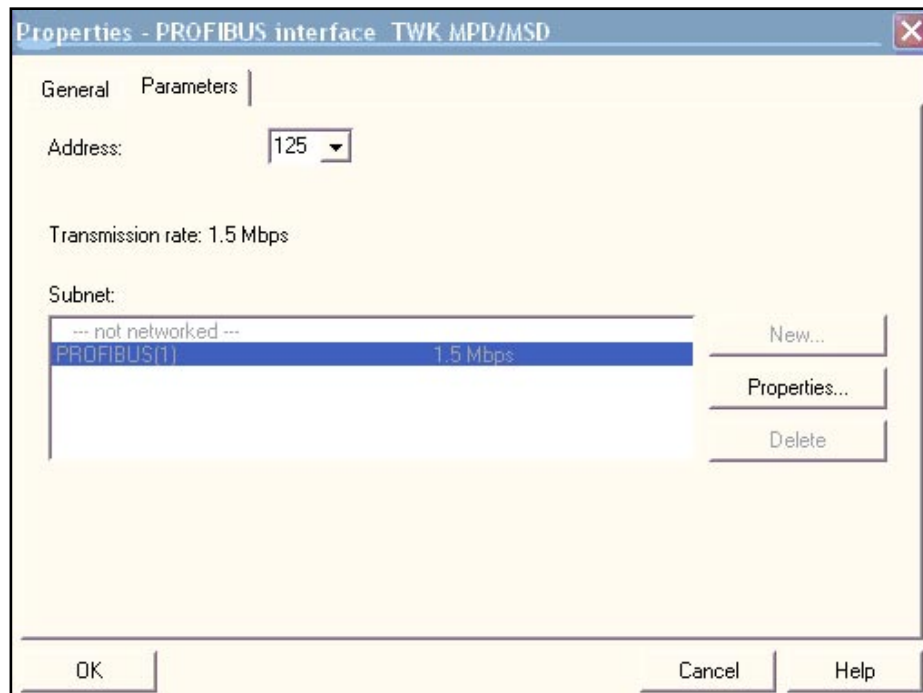 Properties - PROFIBUS interface TWK MPD/MSD
General Parameters
Address: 125
Transmission rate: 1.5 Mbps
Subnet:
--- not networked ---
PROFIBUS(1) 1.5 Mbps
New...
Properties...
Delete
OK Cancel Help